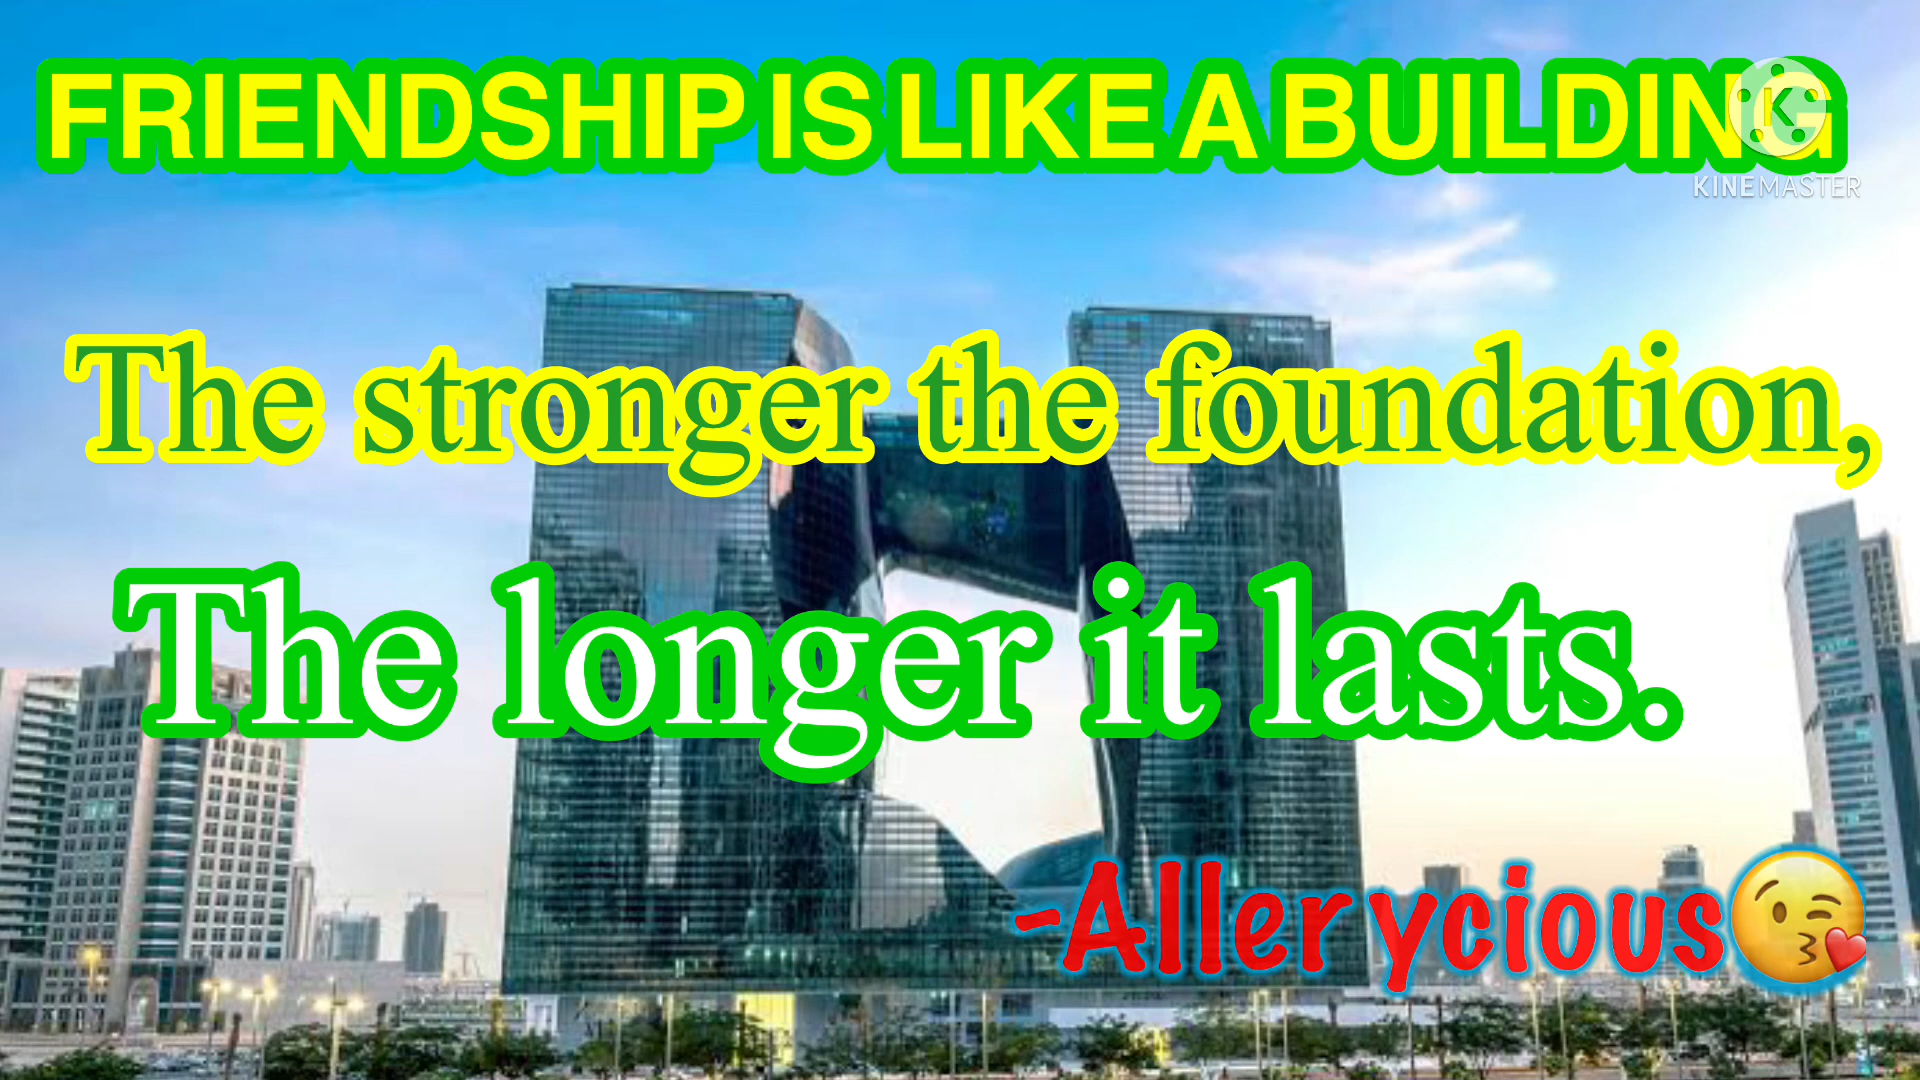 FRIENDSHIP IS LIKE A BUILDING
K
KINEMASTER
The stronger the foundation,
The longer it lasts.
-Allerycious😘